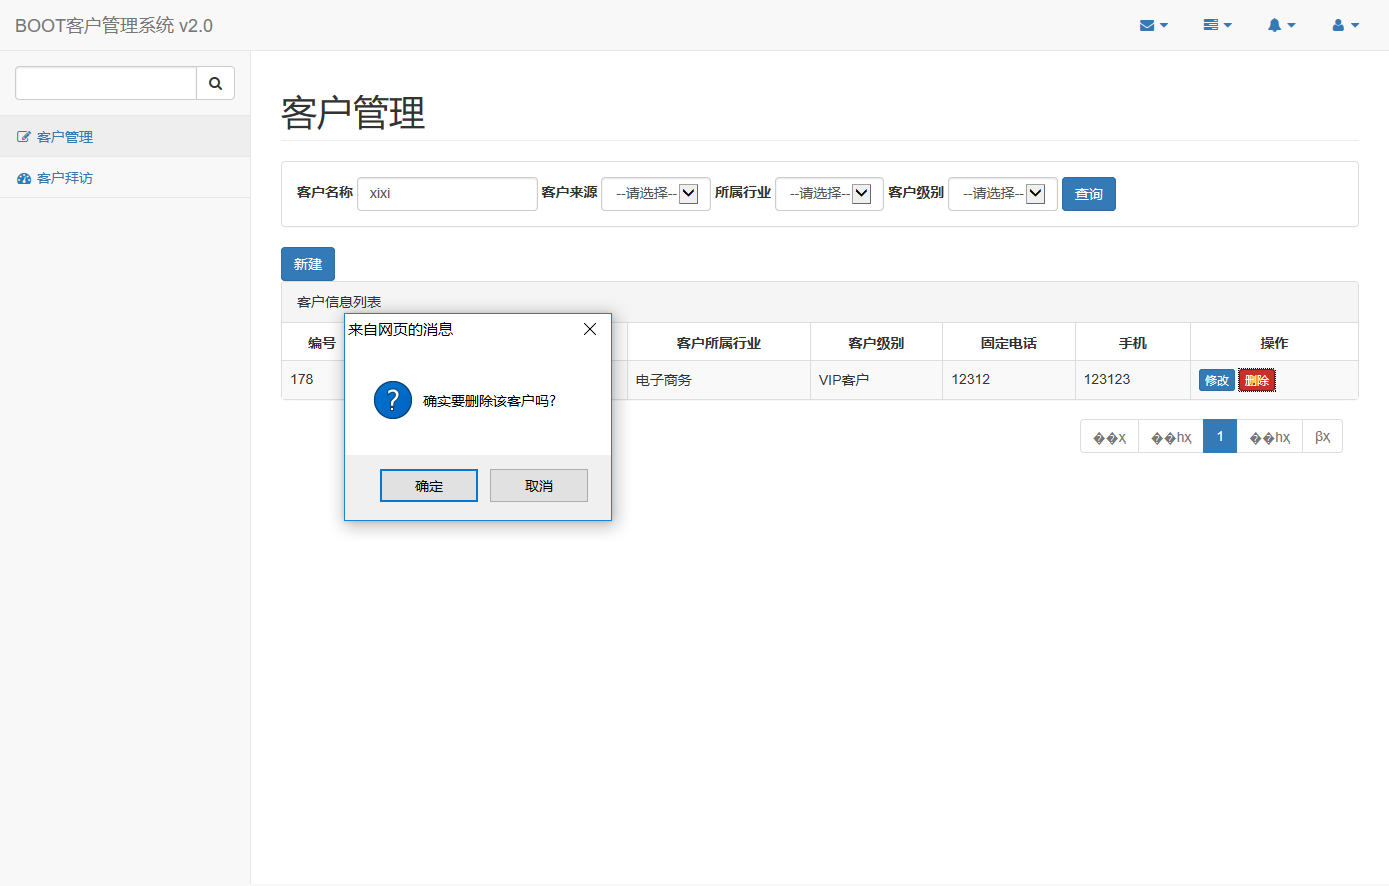 BOOT客户管理系统 v2.0
客户管理
客户拜访
客户管理
客户名称 xixi 客户来源 --请选择-- 所属行业 --请选择-- 客户级别 --请选择-- 查询
新建
客户信息列表
编号 客户所属行业 客户级别 固定电话 手机 操作
178 电子商务 VIP客户 12312 123123 修改 删除
来自网页的消息
确实要删除该客户吗?
确定 取消
��ҳ ��һҳ 1 ��һҳ βҳ